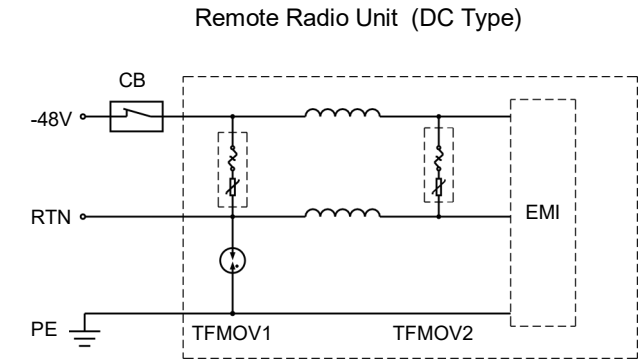 Remote Radio Unit (DC Type)
CB
-48V
RTN
EMI
PE
TFMOV1
TFMOV2